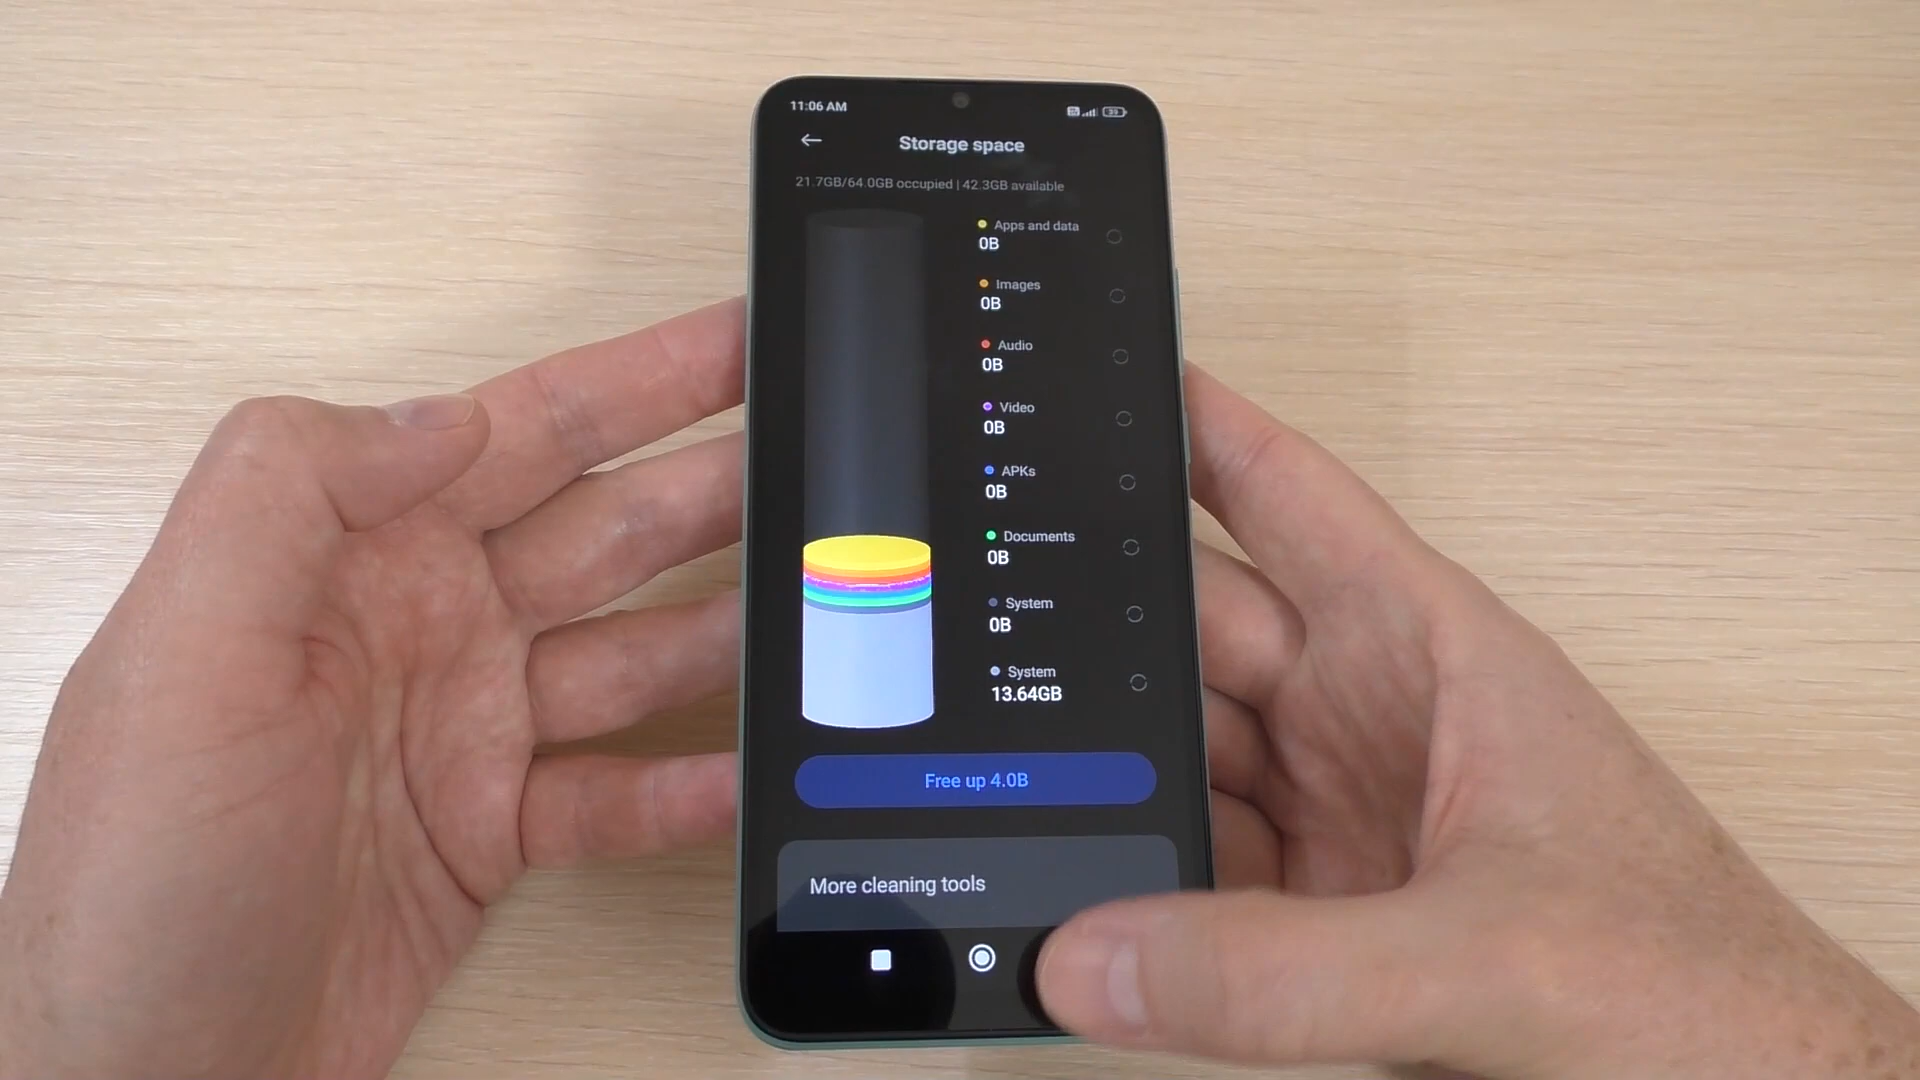 11:06 AM
39
Storage space
21.7GB/64.0GB occupied | 42.3GB available
Apps and data
0B
Images
0B
Audio
0B
Video
0B
APKs
0B
Documents
0B
System
0B
System
13.64GB
Free up 4.0B
More cleaning tools